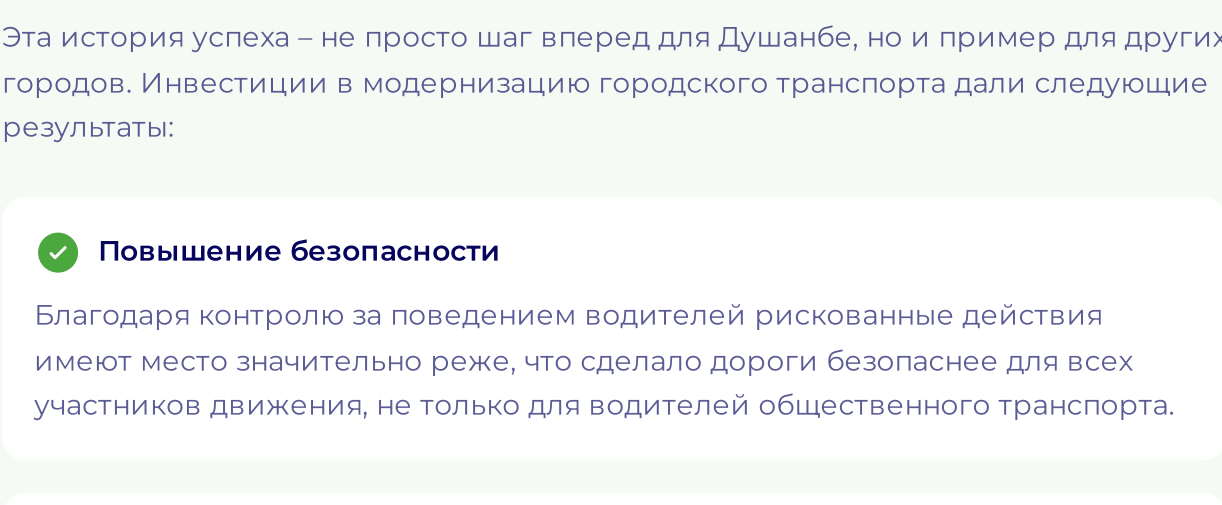 Эта история успеха – не просто шаг вперед для Душанбе, но и пример для других
городов. Инвестиции в модернизацию городского транспорта дали следующие
результаты:
Повышение безопасности
Благодаря контролю за поведением водителей рискованные действия
имеют место значительно реже, что сделало дороги безопаснее для всех
участников движения, не только для водителей общественного транспорта.